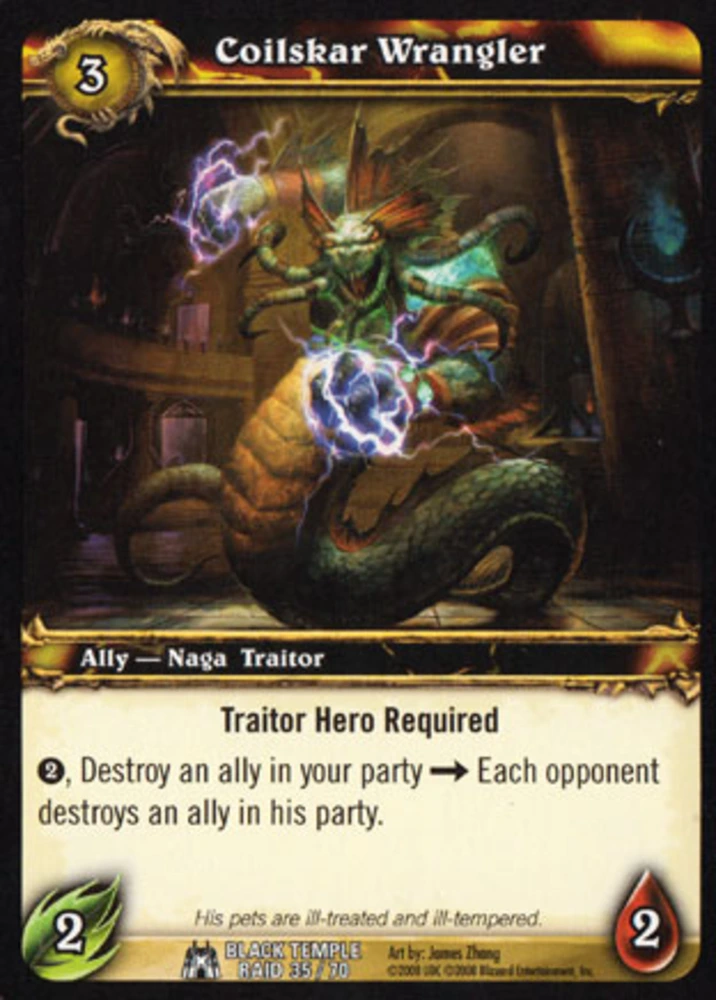 3
Coilskar Wrangler
Ally — Naga Traitor
Traitor Hero Required
2, Destroy an ally in your party → Each opponent
destroys an ally in his party.
His pets are ill-treated and ill-tempered.
2
2
BLACK TEMPLE
RAID 35/70
Art by: James Zhang
©2008 UDC ©2008 Blizzard Entertainment, Inc.